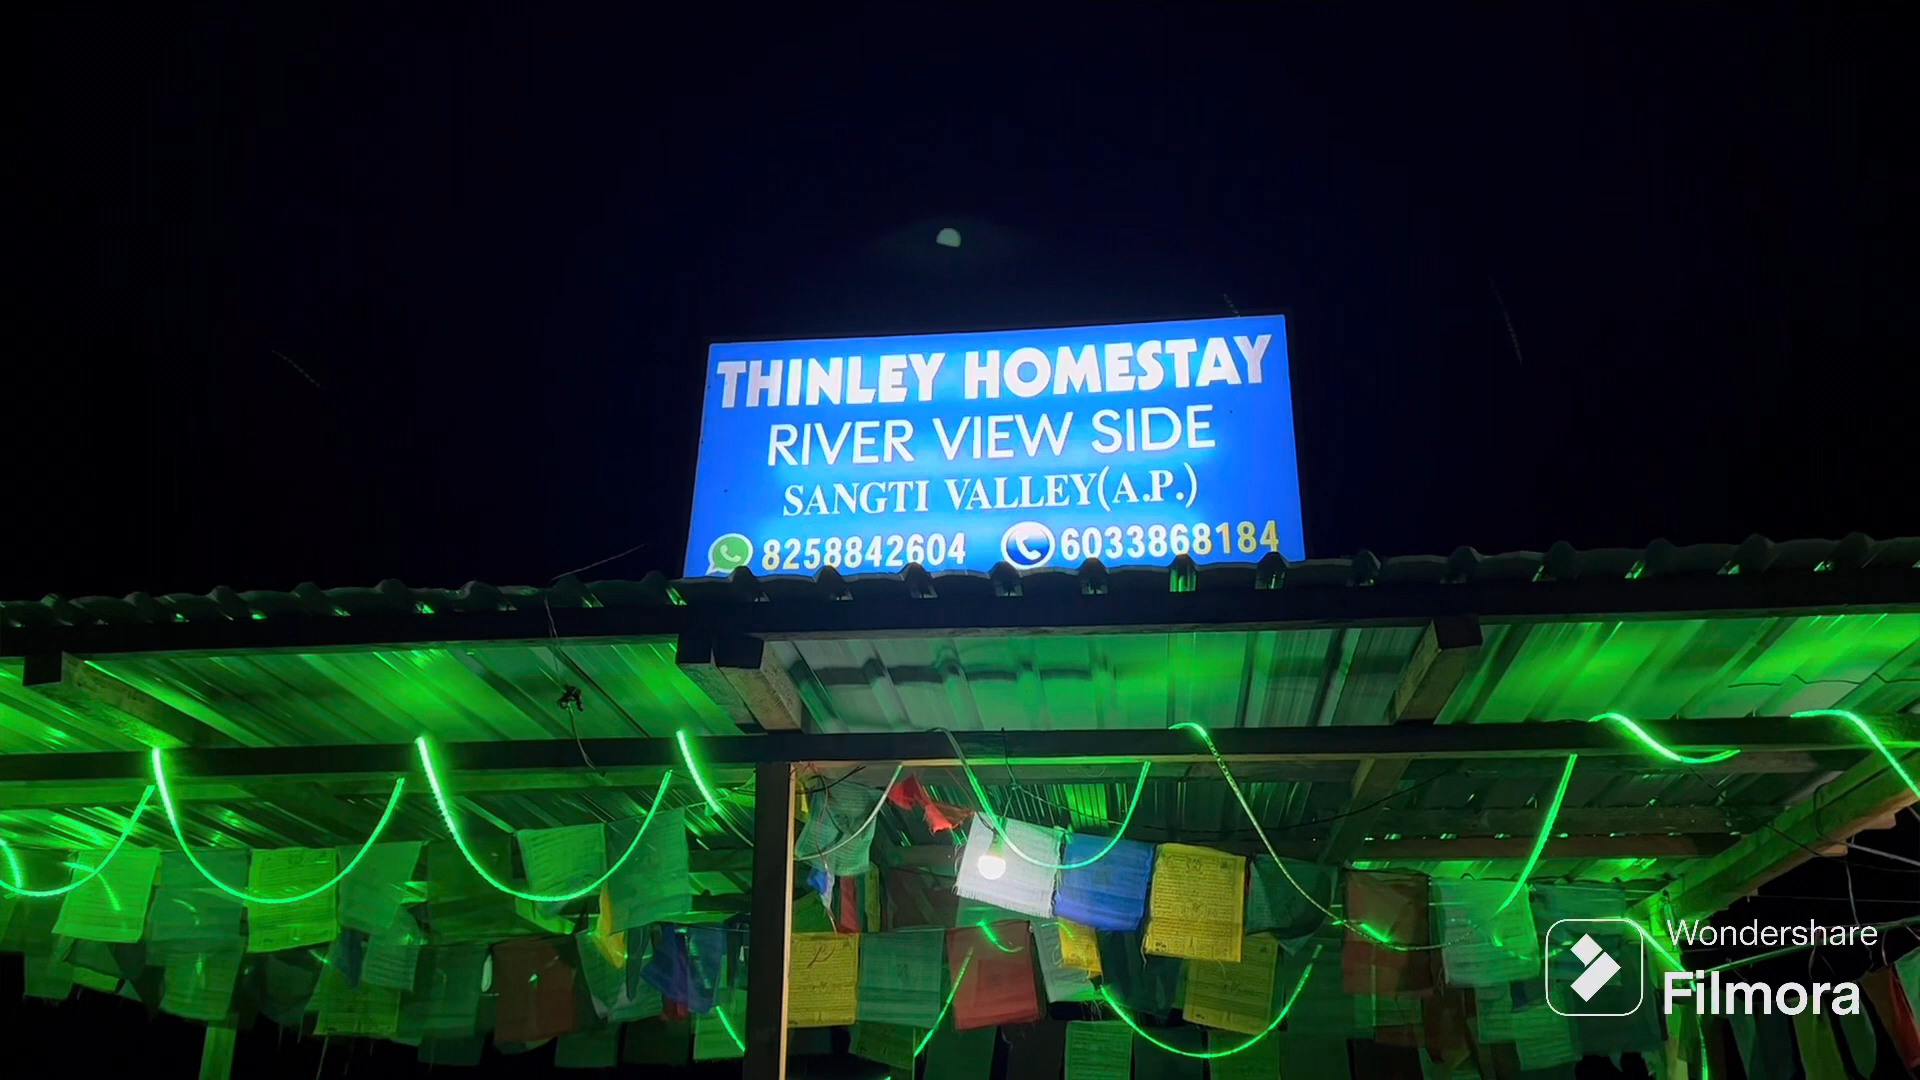 THINLEY HOMESTAY
RIVER VIEW SIDE
SANGTI VALLEY(A.P.)
8258842604 6033868184
Wondershare
Filmora